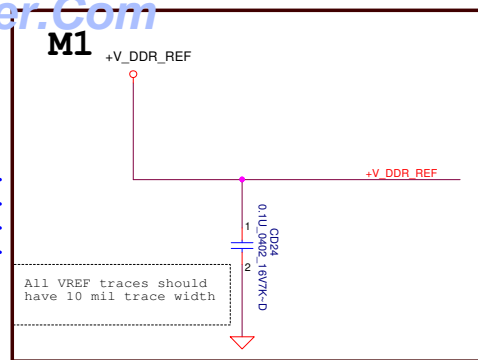 er.Com
M1
+V_DDR_REF
+V_DDR_REF
1
CD24
0.1U_0402_16V7K~D
2
All VREF traces should
have 10 mil trace width